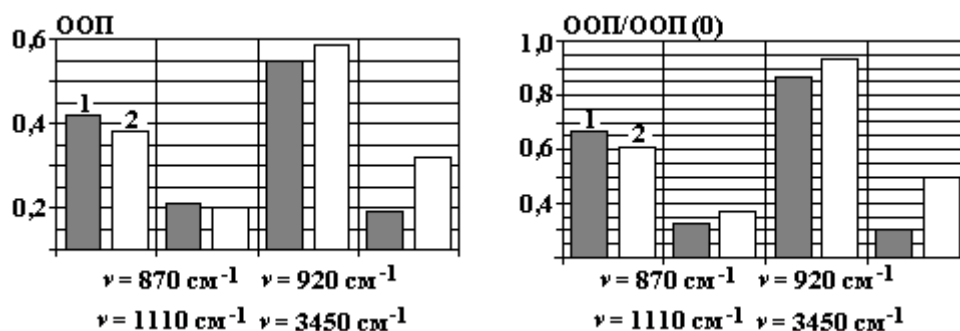 ООП
0,6
0,4
0,2
1
2
ν = 870 см-1 ν = 920 см-1
ν = 1110 см-1 ν = 3450 см-1
ООП/ООП (0)
1,0
0,8
0,6
0,4
1
2
ν = 870 см-1 ν = 920 см-1
ν = 1110 см-1 ν = 3450 см-1